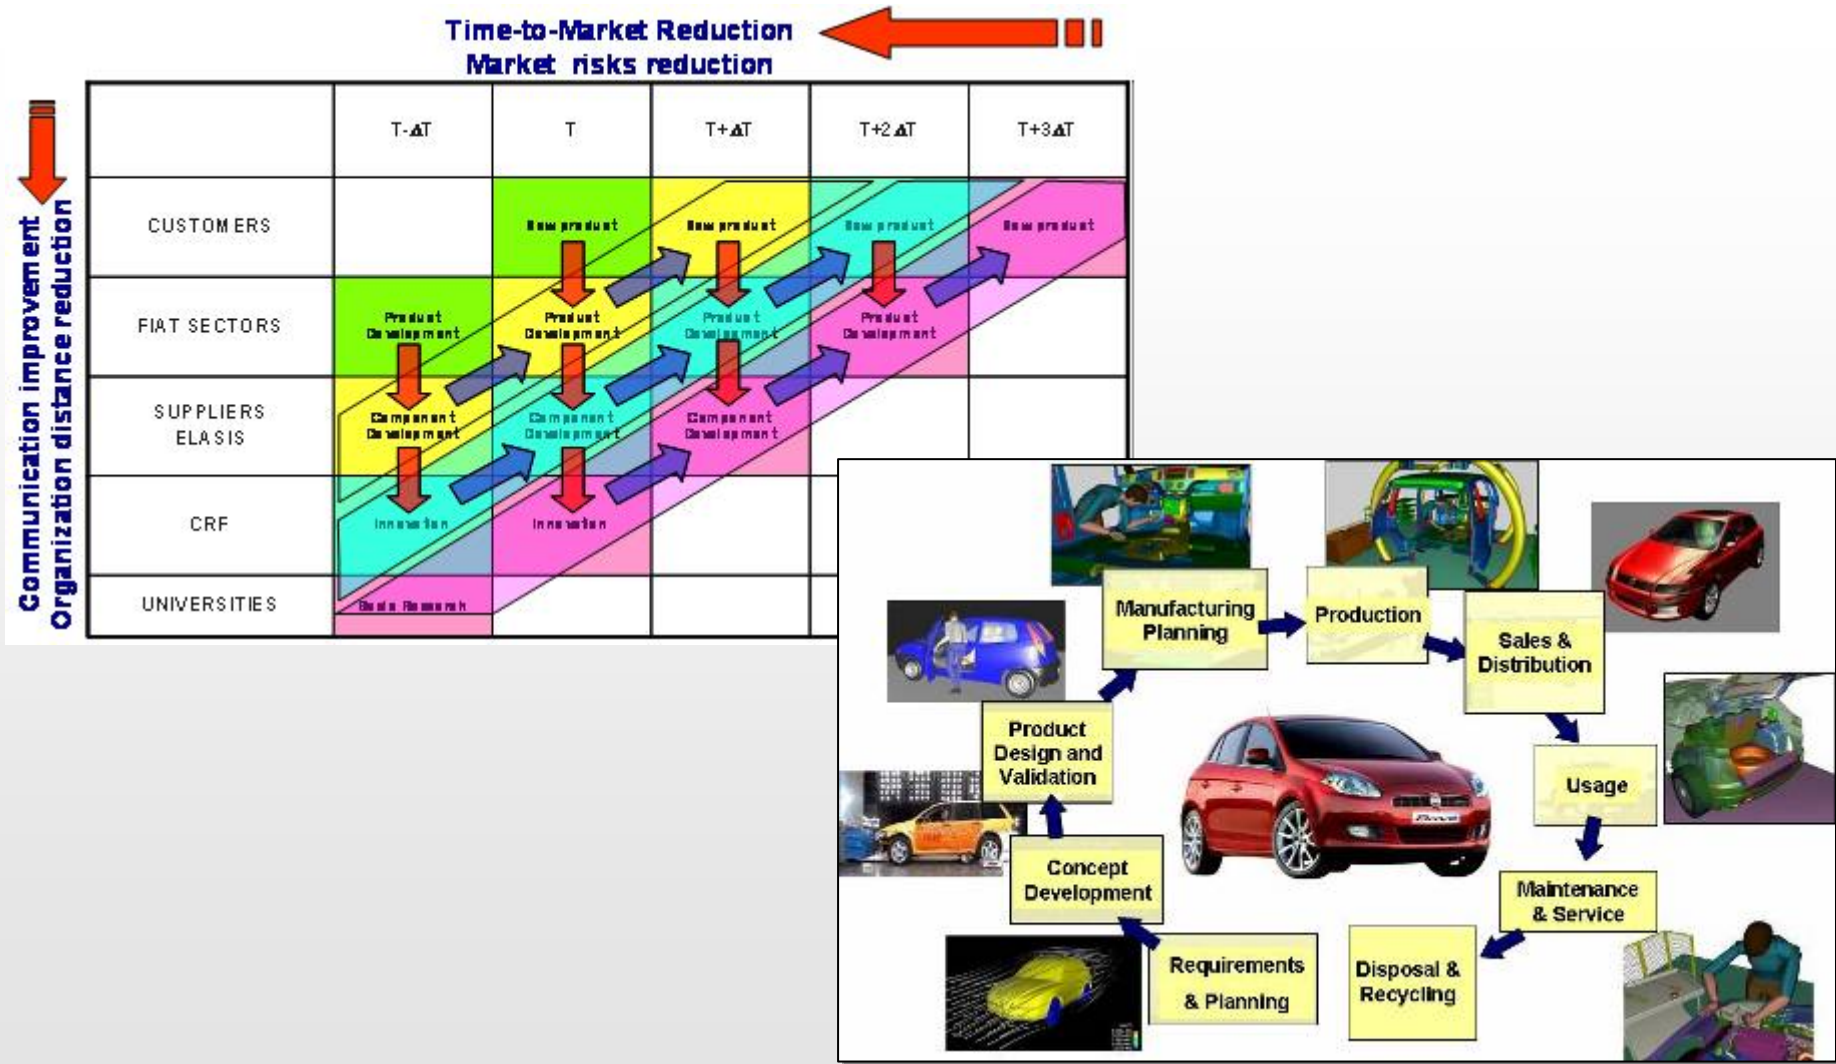 Time-to-Market Reduction
Market risks reduction
Communication improvement
Organization distance reduction
T-ΔT
T
T+ΔT
T+2ΔT
T+3ΔT
CUSTOMERS
New product
New product
New product
New product
FIAT SECTORS
Product
Development
Product
Development
Product
Development
Product
Development
SUPPLIERS
ELASIS
Component
Development
Component
Development
Component
Development
CRF
Innovation
Innovation
UNIVERSITIES
Basic Research
Manufacturing
Planning
Production
Sales &
Distribution
Product
Design and
Validation
Usage
Concept
Development
Maintenance
& Service
Requirements
& Planning
Disposal &
Recycling